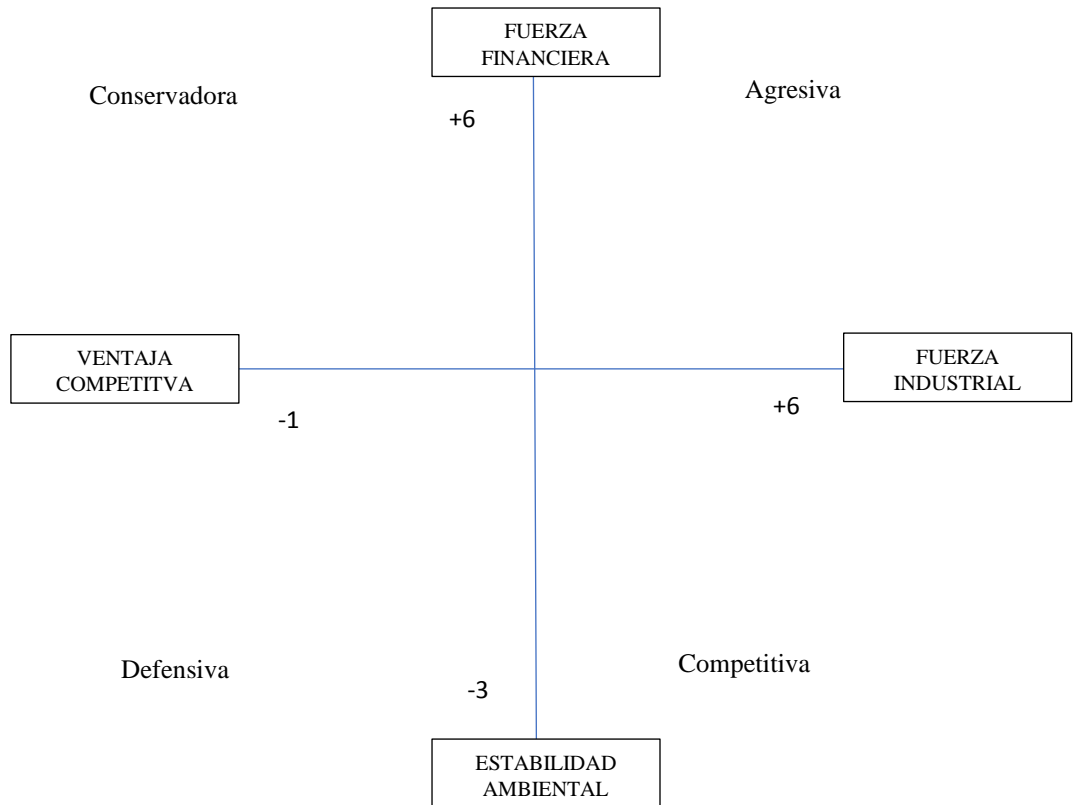 FUERZA
FINANCIERA
Conservadora
Agresiva
+6
VENTAJA
COMPETITVA
FUERZA
INDUSTRIAL
-1
+6
Defensiva
Competitiva
-3
ESTABILIDAD
AMBIENTAL